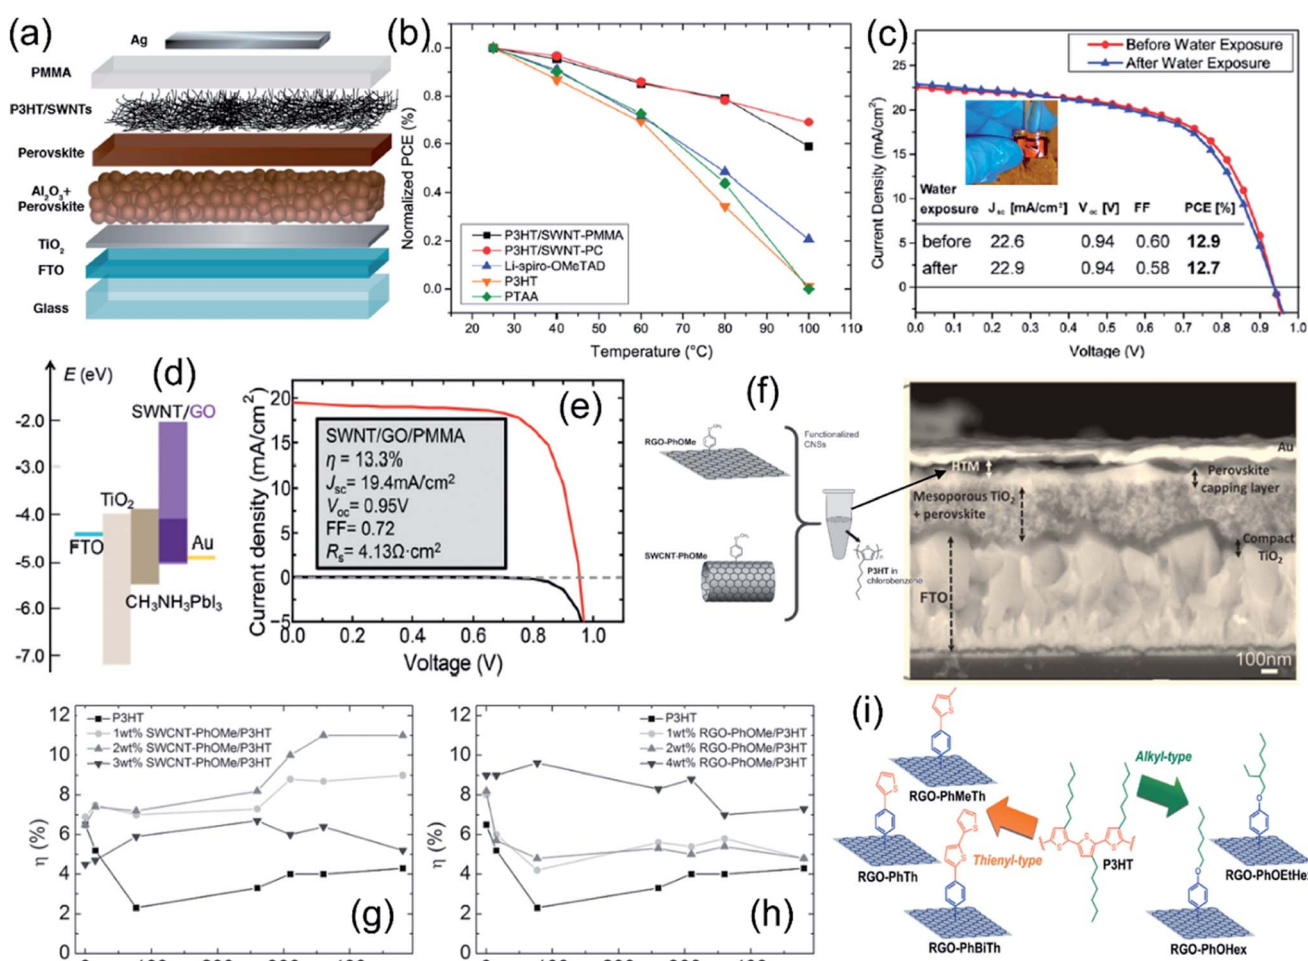 (a)
Ag
PMMA
P3HT/SWNTs
Perovskite
Al2O3+
Perovskite
TiO2
FTO
Glass
(b)
Normalized PCE (%)
1.0
0.8
0.6
0.4
0.2
0.0
P3HT/SWNT-PMMA
P3HT/SWNT-PC
Li-spiro-OMeTAD
P3HT
PTAA
20 30 40 50 60 70 80 90 100 110
Temperature (°C)
(c)
Before Water Exposure
After Water Exposure
Current Density (mA/cm²)
25
20
15
10
5
0
Water
exposure Jsc [mA/cm²] Voc [V] FF PCE [%]
before 22.6 0.94 0.60 12.9
after 22.9 0.94 0.58 12.7
0.0 0.1 0.2 0.3 0.4 0.5 0.6 0.7 0.8 0.9 1.0
Voltage (V)
(d)
E (eV)
-2.0
-3.0
-4.0
-5.0
-6.0
-7.0
SWNT/GO
TiO2
FTO
Au
CH3NH3PbI3
(e)
Current density (mA/cm²)
20
15
10
5
0
-5
SWNT/GO/PMMA
η = 13.3%
Jsc= 19.4mA/cm²
Voc= 0.95V
FF= 0.72
Rs= 4.13Ω·cm²
0.0 0.2 0.4 0.6 0.8 1.0
Voltage (V)
(f)
RGO-PhOMe
SWCNT-PhOMe
Functionalized
CNSs
P3HT in
chlorobenzene
Au
HTM
Perovskite
capping layer
Mesoporous TiO2
+ perovskite
Compact
TiO2
FTO
100nm
(g)
η (%)
12
10
8
6
4
2
0
P3HT
1wt% SWCNT-PhOMe/P3HT
2wt% SWCNT-PhOMe/P3HT
3wt% SWCNT-PhOMe/P3HT
(h)
η (%)
12
10
8
6
4
2
0
P3HT
1wt% RGO-PhOMe/P3HT
2wt% RGO-PhOMe/P3HT
4wt% RGO-PhOMe/P3HT
(i)
RGO-PhMeTh
RGO-PhTh
RGO-PhBiTh
Thienyl-type
P3HT
Alkyl-type
RGO-PhOEtHex
RGO-PhOHex